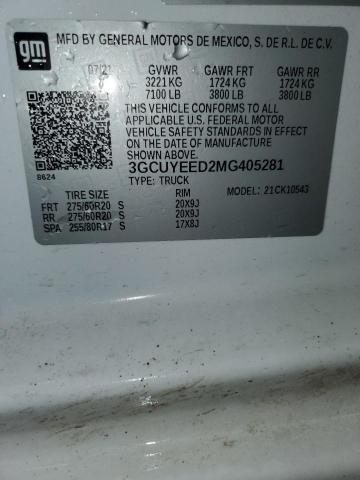 gm
MFD BY GENERAL MOTORS DE MEXICO, S. DE R.L. DE C.V.
07/21 GVWR GAWR FRT GAWR RR
3221 KG 1724 KG 1724 KG
7100 LB 3800 LB 3800 LB
THIS VEHICLE CONFORMS TO ALL
APPLICABLE U.S. FEDERAL MOTOR
VEHICLE SAFETY STANDARDS IN EFFECT
ON THE DATE OF MANUFACTURE SHOWN ABOVE.
3GCUYEED2MG405281
8624 TYPE: TRUCK MODEL: 21CK10543
TIRE SIZE RIM
FRT 275/60R20 S 20X9J
RR 275/60R20 S 20X9J
SPA 255/80R17 S 17X8J